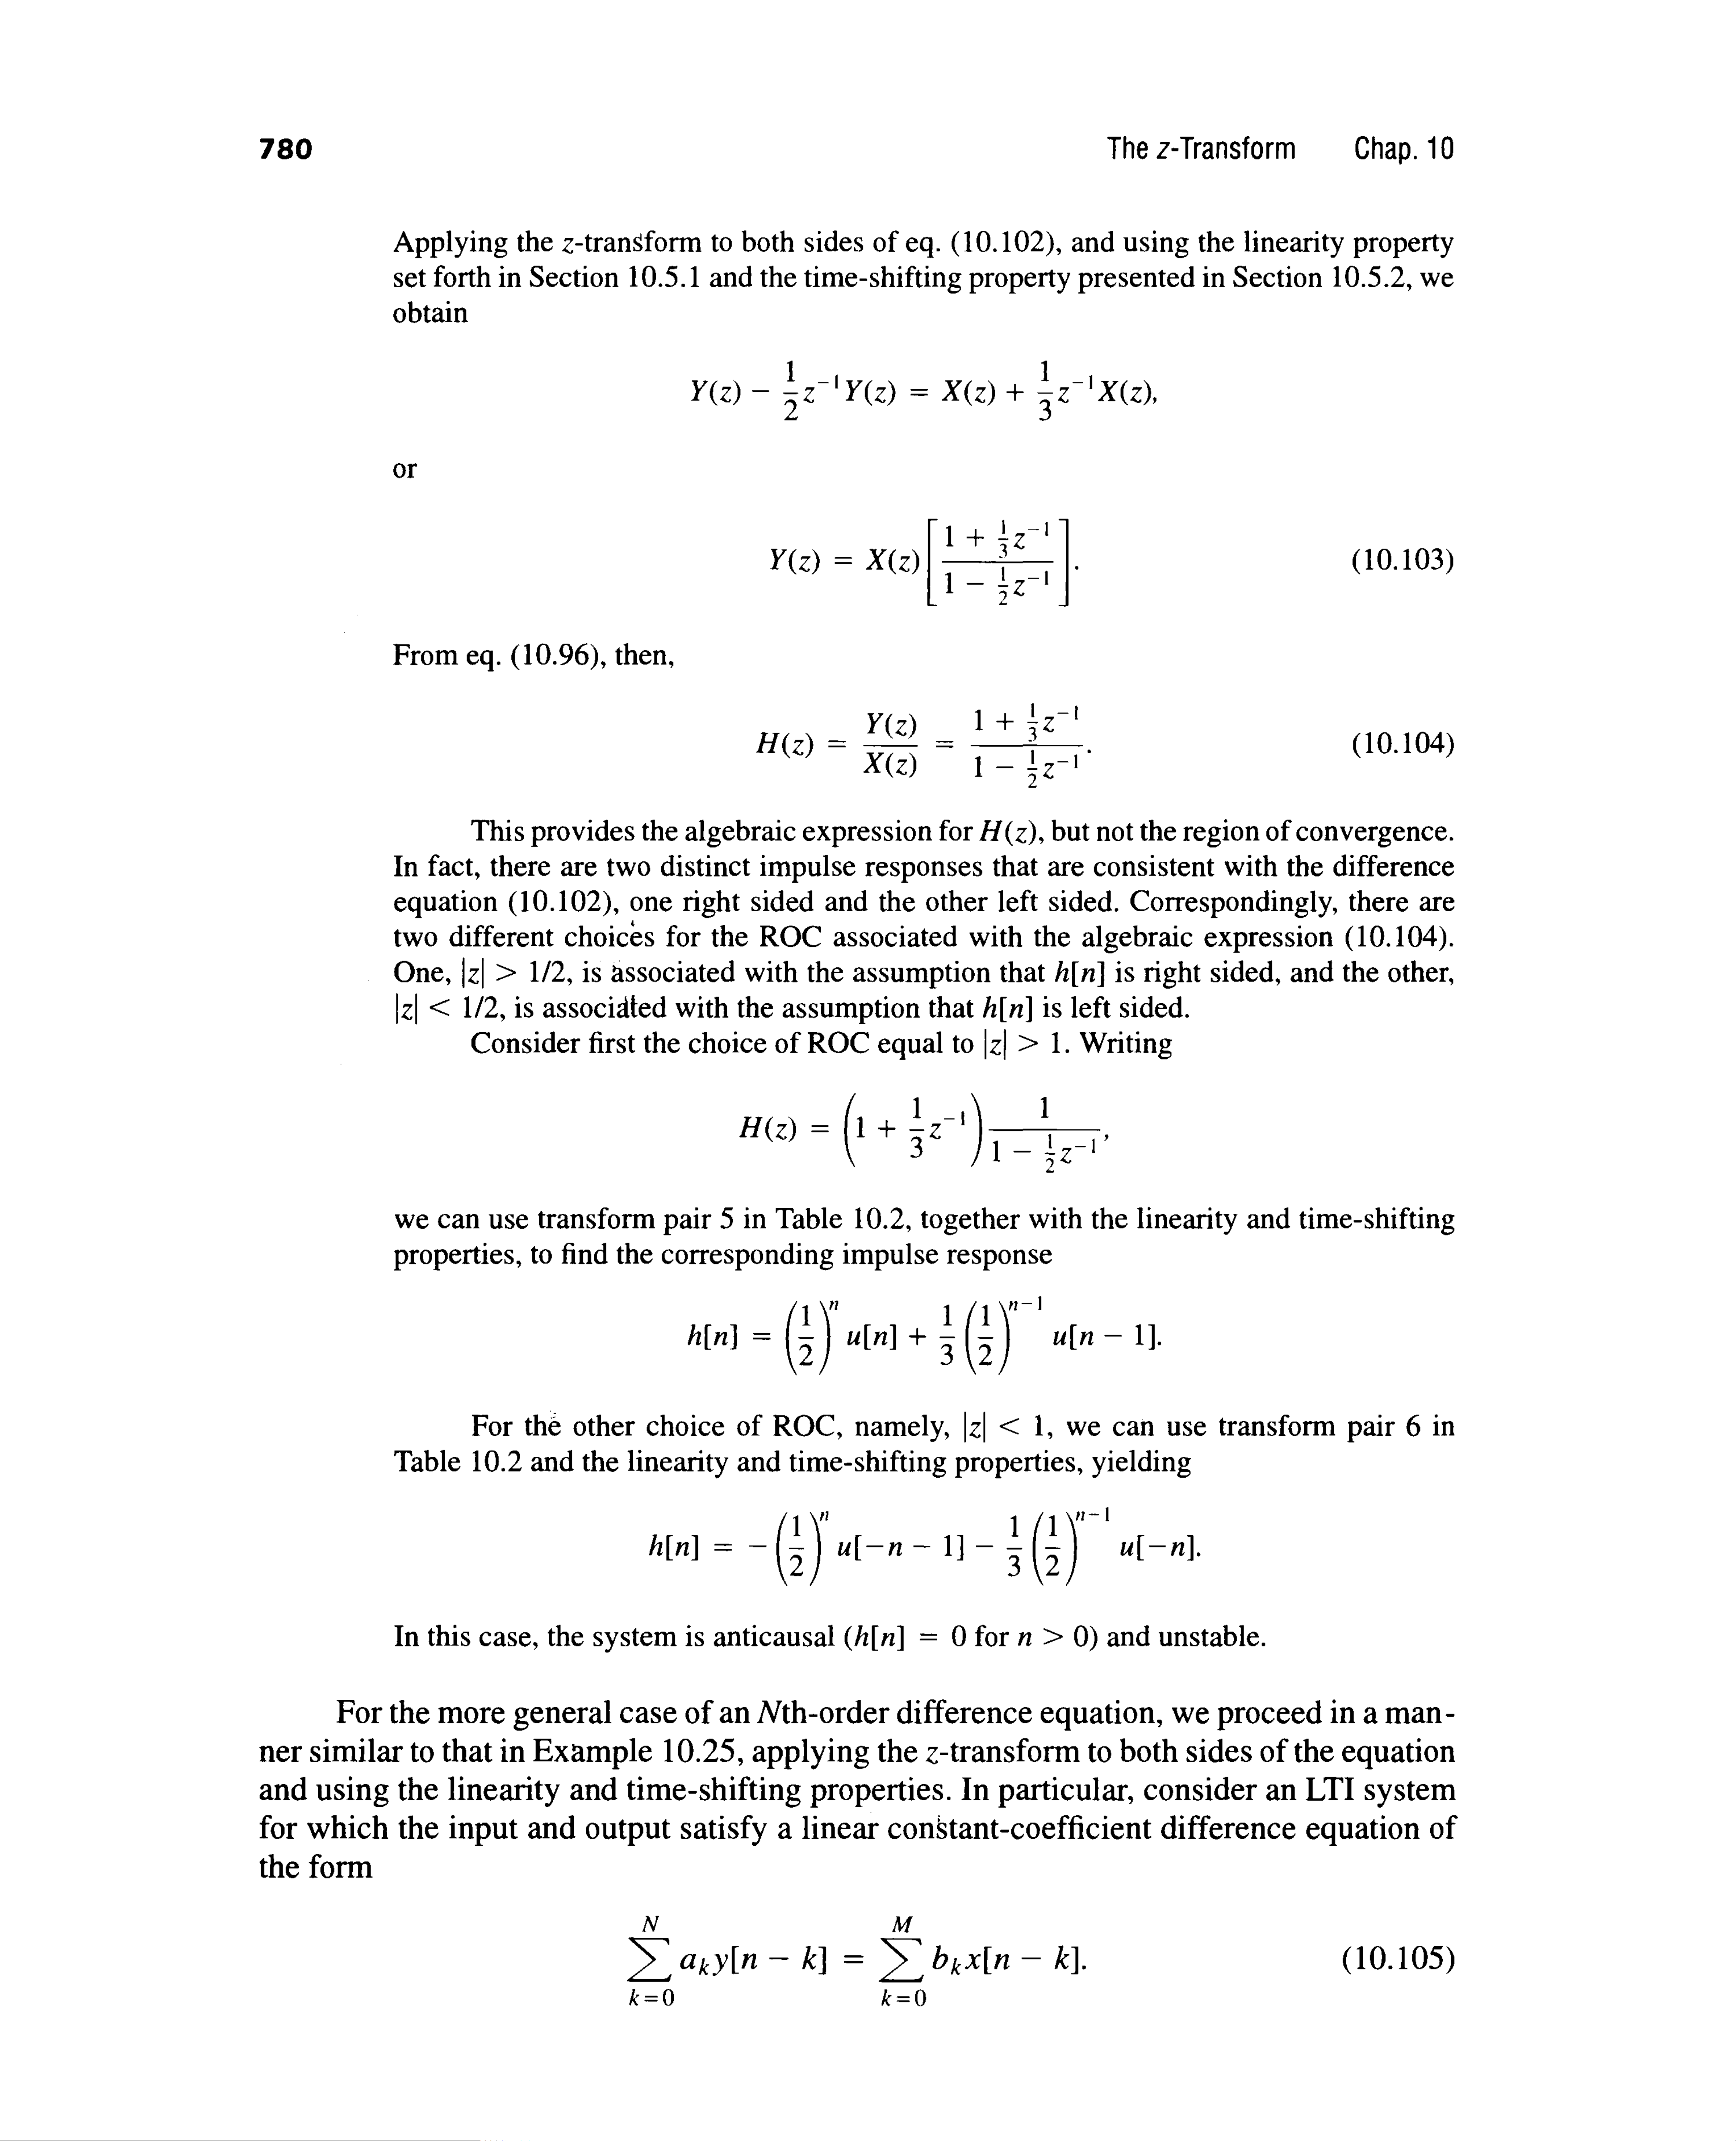 780 The z-Transform Chap. 10
Applying the z-transform to both sides of eq. (10.102), and using the linearity property
set forth in Section 10.5.1 and the time-shifting property presented in Section 10.5.2, we
obtain
Y(z) − \frac{1}{2}z^{-1}Y(z) = X(z) + \frac{1}{3}z^{-1}X(z),
or
Y(z) = X(z)\left[\frac{1 + \frac{1}{3}z^{-1}}{1 − \frac{1}{2}z^{-1}}\right]. (10.103)
From eq. (10.96), then,
H(z) = \frac{Y(z)}{X(z)} = \frac{1 + \frac{1}{3}z^{-1}}{1 − \frac{1}{2}z^{-1}}. (10.104)
This provides the algebraic expression for H(z), but not the region of convergence.
In fact, there are two distinct impulse responses that are consistent with the difference
equation (10.102), one right sided and the other left sided. Correspondingly, there are
two different choices for the ROC associated with the algebraic expression (10.104).
One, |z| > 1/2, is associated with the assumption that h[n] is right sided, and the other,
|z| < 1/2, is associated with the assumption that h[n] is left sided.
Consider first the choice of ROC equal to |z| > 1. Writing
H(z) = \left(1 + \frac{1}{3}z^{-1}\right)\frac{1}{1 − \frac{1}{2}z^{-1}},
we can use transform pair 5 in Table 10.2, together with the linearity and time-shifting
properties, to find the corresponding impulse response
h[n] = \left(\frac{1}{2}\right)^{n} u[n] + \frac{1}{3}\left(\frac{1}{2}\right)^{n-1} u[n − 1].
For the other choice of ROC, namely, |z| < 1, we can use transform pair 6 in
Table 10.2 and the linearity and time-shifting properties, yielding
h[n] = −\left(\frac{1}{2}\right)^{n} u[−n − 1] − \frac{1}{3}\left(\frac{1}{2}\right)^{n-1} u[−n].
In this case, the system is anticausal (h[n] = 0 for n > 0) and unstable.
For the more general case of an Nth-order difference equation, we proceed in a man-
ner similar to that in Example 10.25, applying the z-transform to both sides of the equation
and using the linearity and time-shifting properties. In particular, consider an LTI system
for which the input and output satisfy a linear constant-coefficient difference equation of
the form
\sum_{k=0}^{N} a_k y[n − k] = \sum_{k=0}^{M} b_k x[n − k]. (10.105)